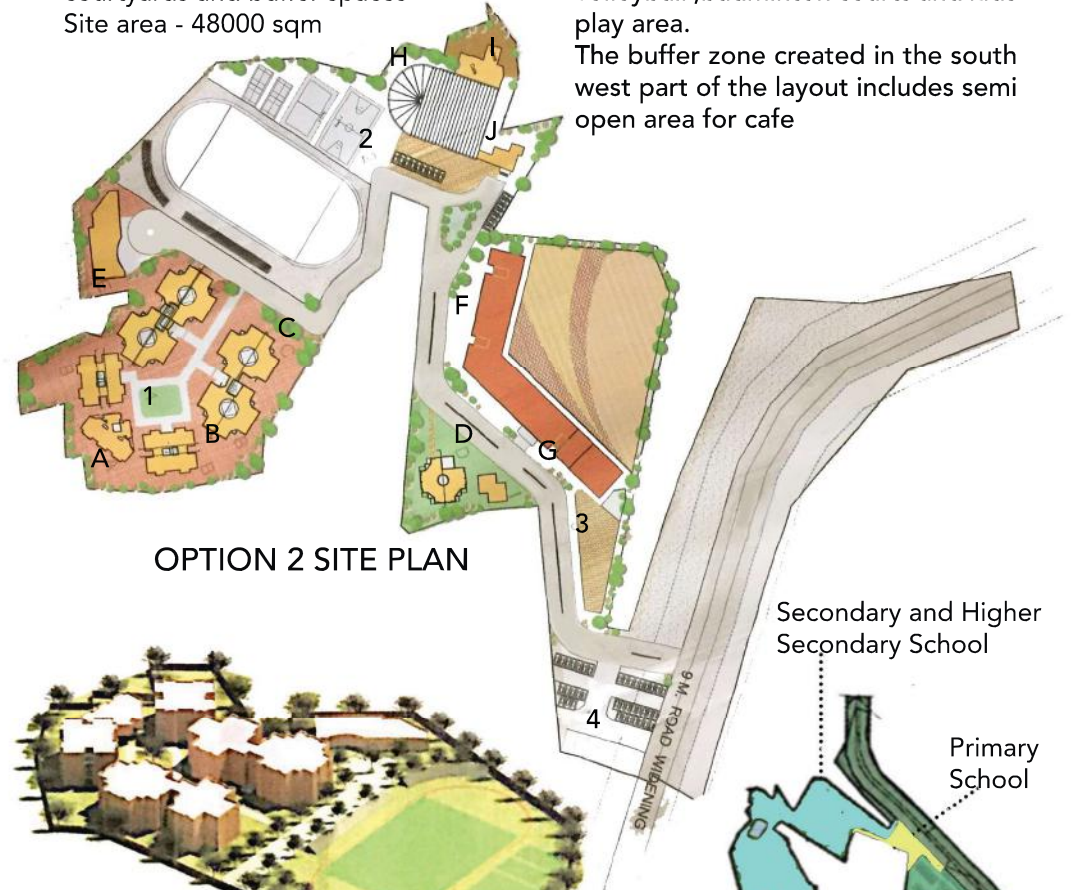 Site area - 48000 sqm
play area.
The buffer zone created in the south
west part of the layout includes semi
open area for cafe
H
I
2
J
E
F
C
1
B
A
D
G
3
OPTION 2 SITE PLAN
4
9 M. ROAD WIDENING
Secondary and Higher
Secondary School
Primary
School